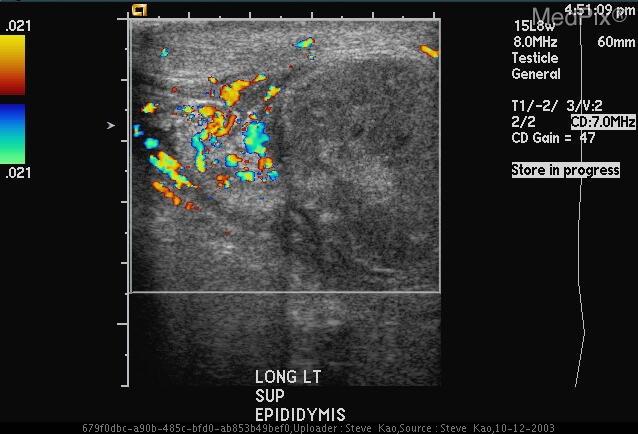 4:51:09 pm
MedPix®
.021
15L8w
8.0MHz 60mm
Testicle
General
T1/-2/ 3/V:2
2/2 CD:7.0MHz
CD Gain = 47
.021
Store in progress
LONG LT
SUP
EPIDIDYMIS
679f0dbc-a90b-485c-bfd0-ab853b49bef0,Uploader : Steve Kao,Source : Steve Kao,10-12-2003